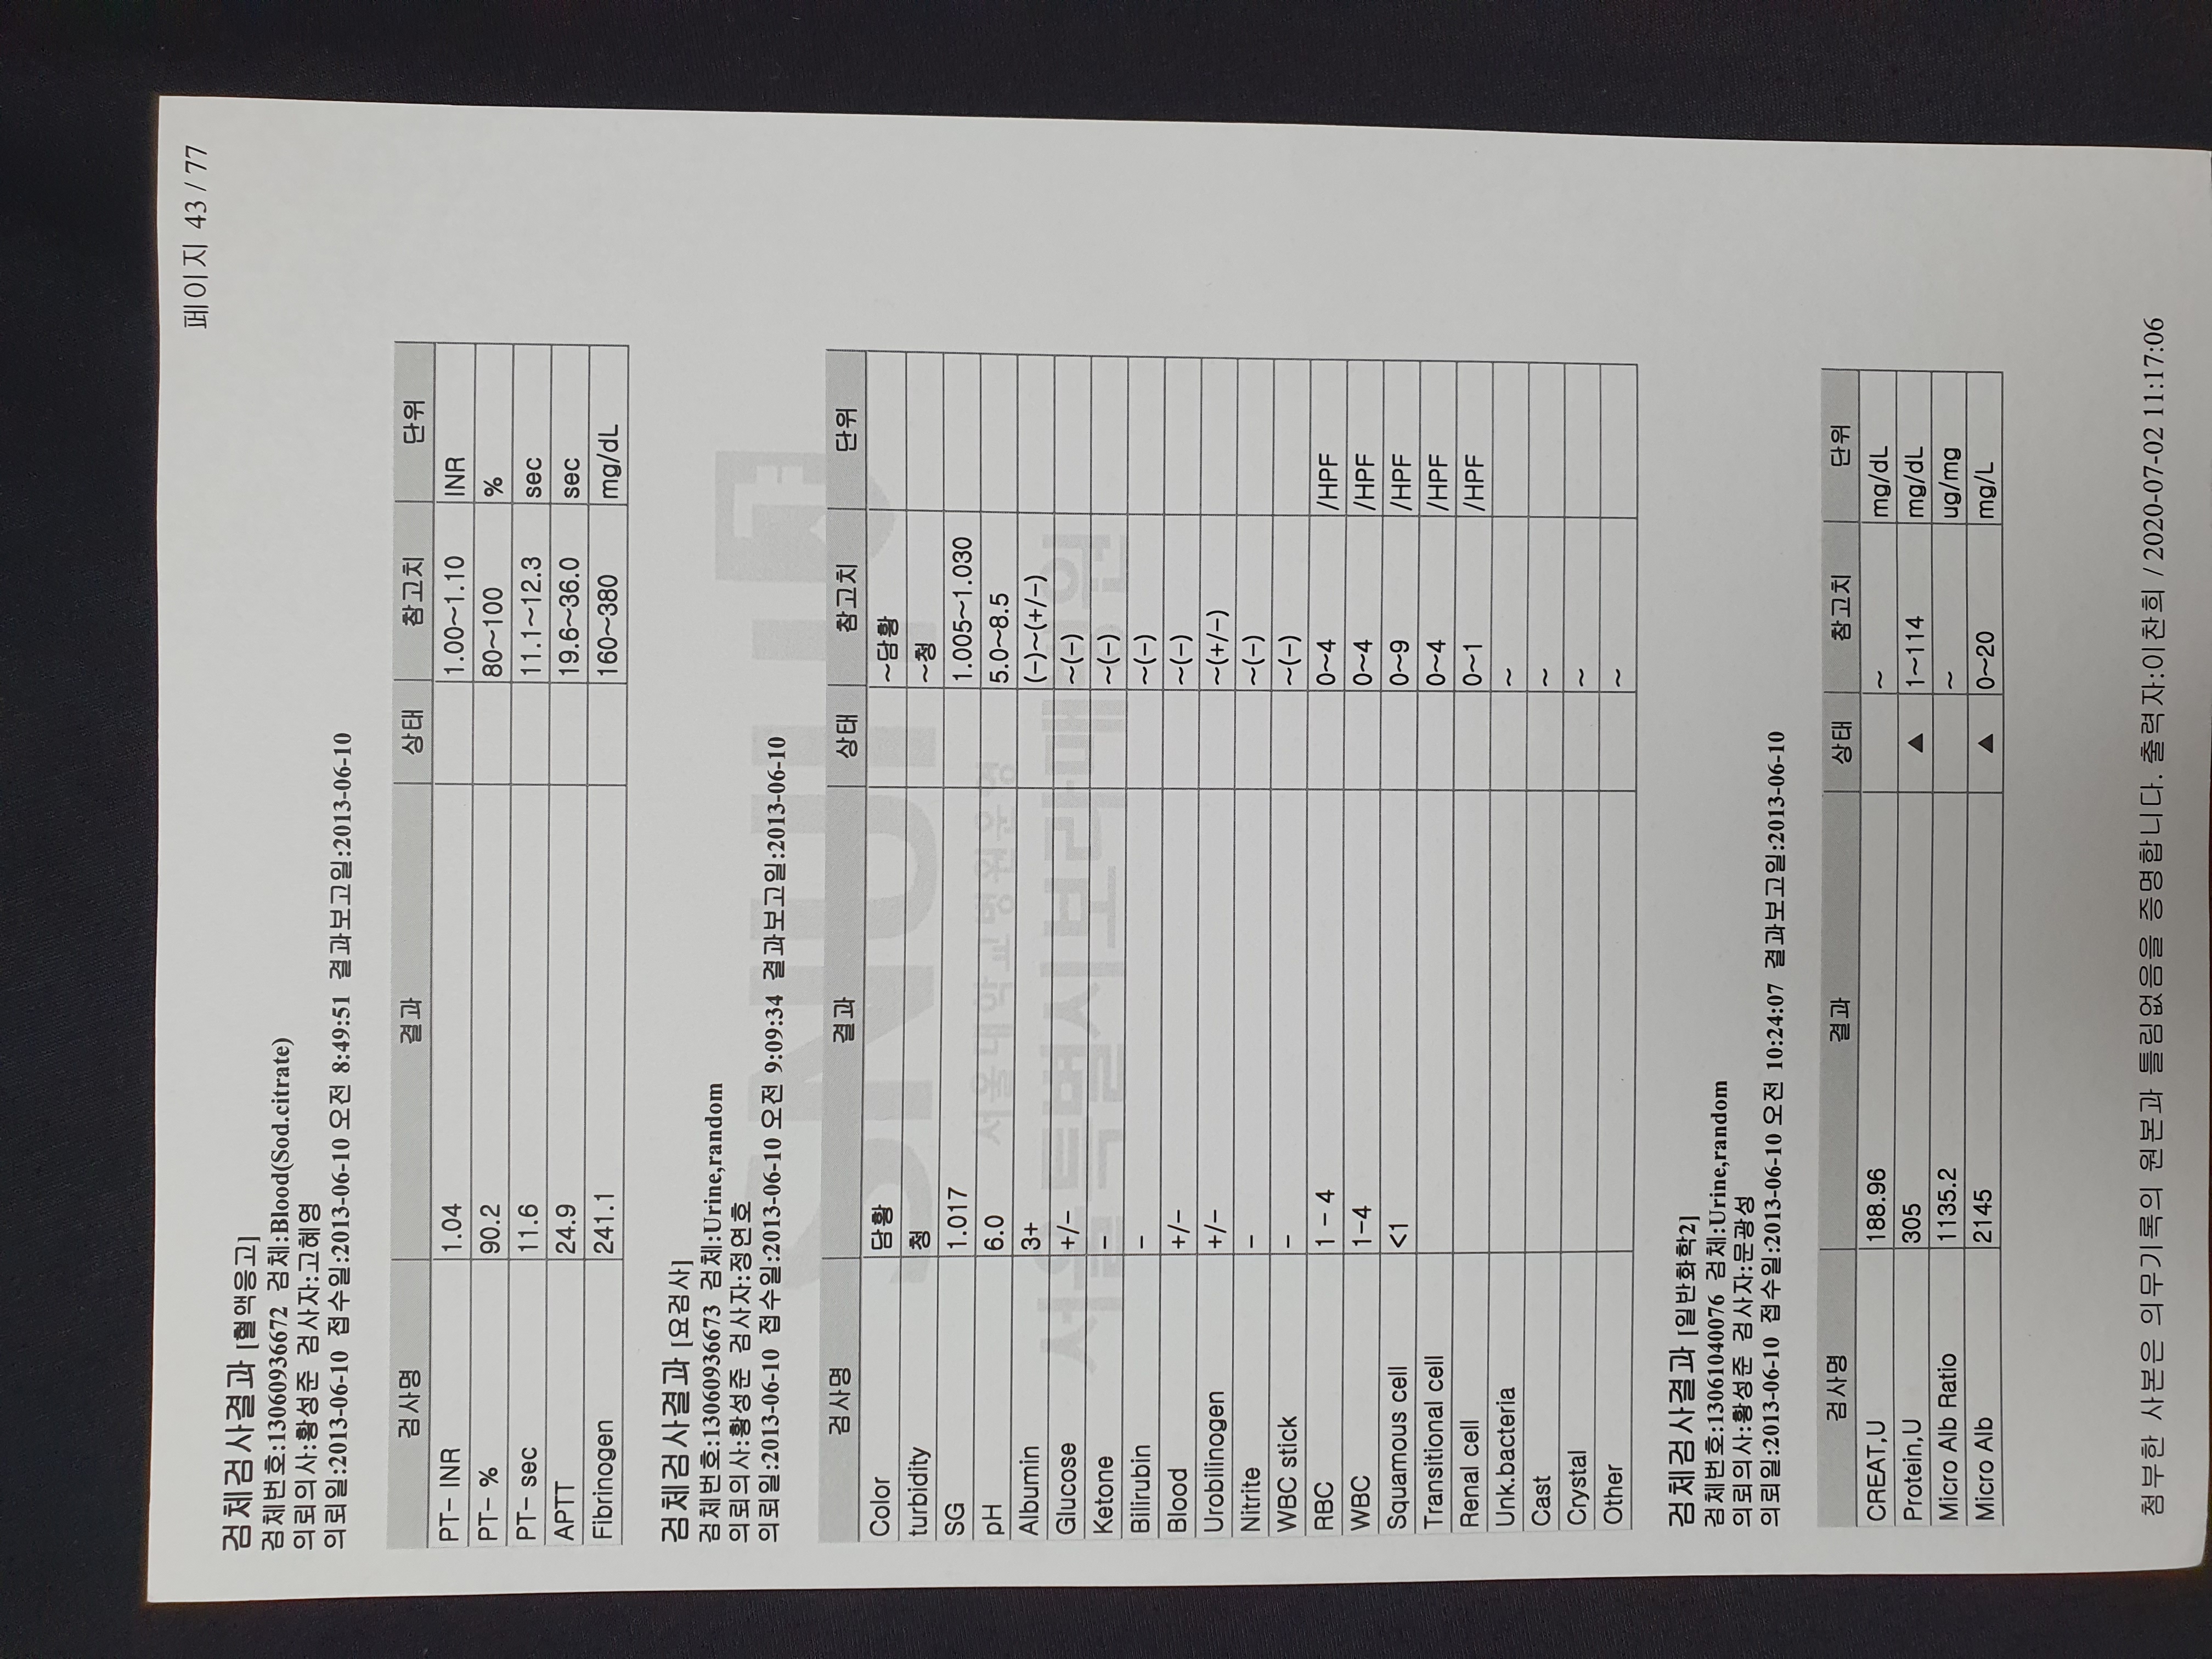 페이지 43 / 77
검체검사결과 [혈액응고]
검체번호:13060936672 검체:Blood(Sod.citrate)
의뢰의사:황성준 검사자:고혜영
의뢰일:2013-06-10 접수일:2013-06-10 오전 8:49:51 결과보고일:2013-06-10
검사명 결과 상태 참고치 단위
PT- INR 1.04 1.00~1.10 INR
PT- % 90.2 80~100 %
PT- sec 11.6 11.1~12.3 sec
APTT 24.9 19.6~36.0 sec
Fibrinogen 241.1 160~380 mg/dL
검체검사결과 [요검사]
검체번호:13060936673 검체:Urine,random
의뢰의사:황성준 검사자:정연호
의뢰일:2013-06-10 접수일:2013-06-10 오전 9:09:34 결과보고일:2013-06-10
SNUH
검사명 결과 상태 참고치 단위
Color 담황 ~담황
turbidity 청 ~청
SG 1.017 1.005~1.030
서울대학교병원운영
pH 6.0 5.0~8.5
Albumin 3+ (-)~(+/-)
서울특별시보라매병원
Glucose +/- ~(-)
Ketone - ~(-)
Bilirubin - ~(-)
Blood +/- ~(-)
Urobilinogen +/- ~(+/-)
Nitrite - ~(-)
WBC stick - ~(-)
RBC 1 - 4 0~4 /HPF
WBC 1-4 0~4 /HPF
Squamous cell <1 0~9 /HPF
Transitional cell 0~4 /HPF
Renal cell 0~1 /HPF
Unk.bacteria ~
Cast ~
Crystal ~
Other ~
검체검사결과 [일반화학2]
검체번호:13061040076 검체:Urine,random
의뢰의사:황성준 검사자:문광성
의뢰일:2013-06-10 접수일:2013-06-10 오전 10:24:07 결과보고일:2013-06-10
검사명 결과 상태 참고치 단위
CREAT,U 188.96 ~ mg/dL
Protein,U 305 ▲ 1~114 mg/dL
Micro Alb Ratio 1135.2 ~ ug/mg
Micro Alb 2145 ▲ 0~20 mg/L
첨부한 사본은 의무기록의 원본과 틀림없음을 증명합니다. 출력자:이찬희 / 2020-07-02 11:17:06